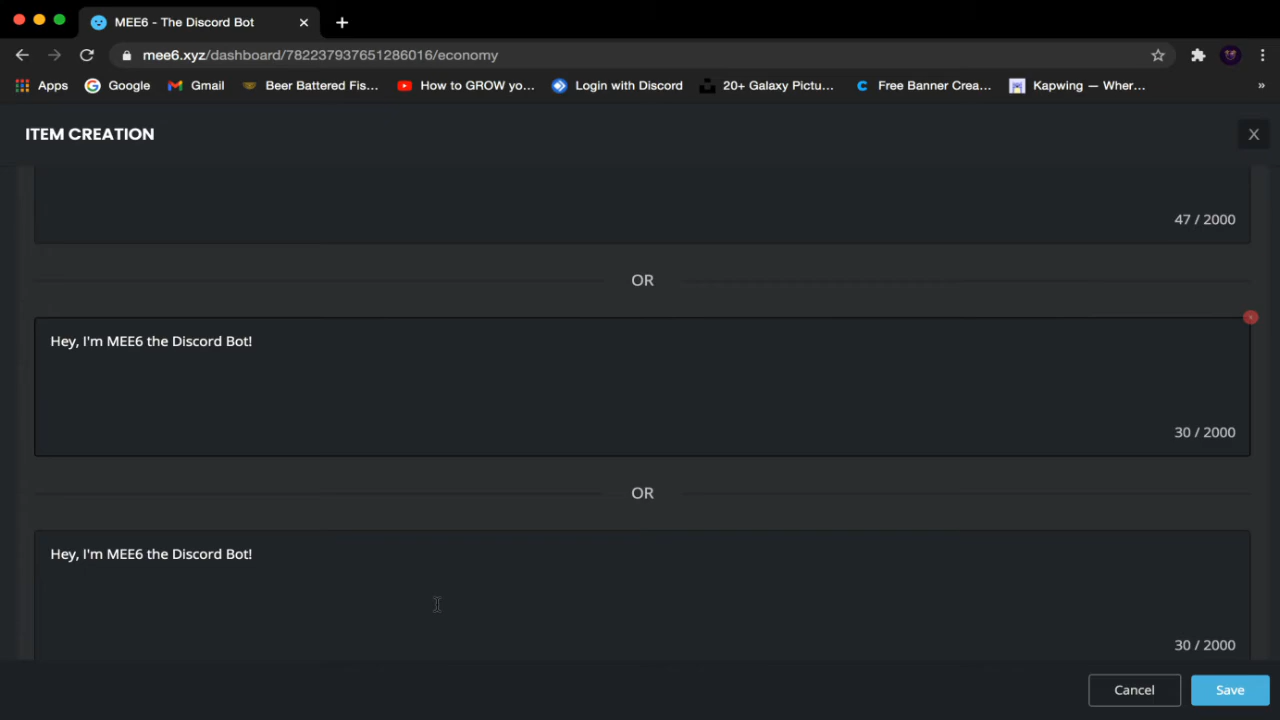 MEE6 - The Discord Bot
mee6.xyz/dashboard/782237937651286016/economy
Apps Google Gmail Beer Battered Fis... How to GROW yo... Login with Discord 20+ Galaxy Pictu... Free Banner Crea... Kapwing — Wher... »
ITEM CREATION X
47 / 2000
OR
Hey, I'm MEE6 the Discord Bot!
30 / 2000
OR
Hey, I'm MEE6 the Discord Bot!
30 / 2000
Cancel Save